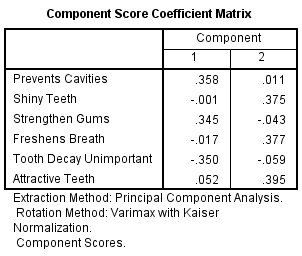 Component Score Coefficient Matrix
Component
1 2
Prevents Cavities .358 .011
Shiny Teeth -.001 .375
Strengthen Gums .345 -.043
Freshens Breath -.017 .377
Tooth Decay Unimportant -.350 -.059
Attractive Teeth .052 .395
Extraction Method: Principal Component Analysis.
Rotation Method: Varimax with Kaiser
Normalization.
Component Scores.